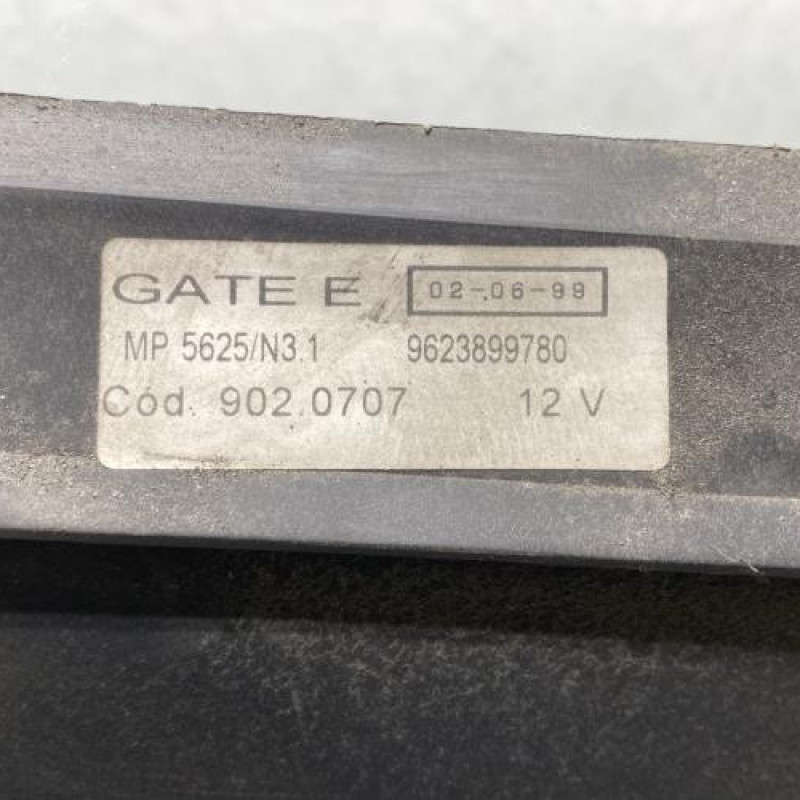 GATE E 02-.06-99
MP 5625/N3.1 9623899780
Cód. 902.0707 12 V